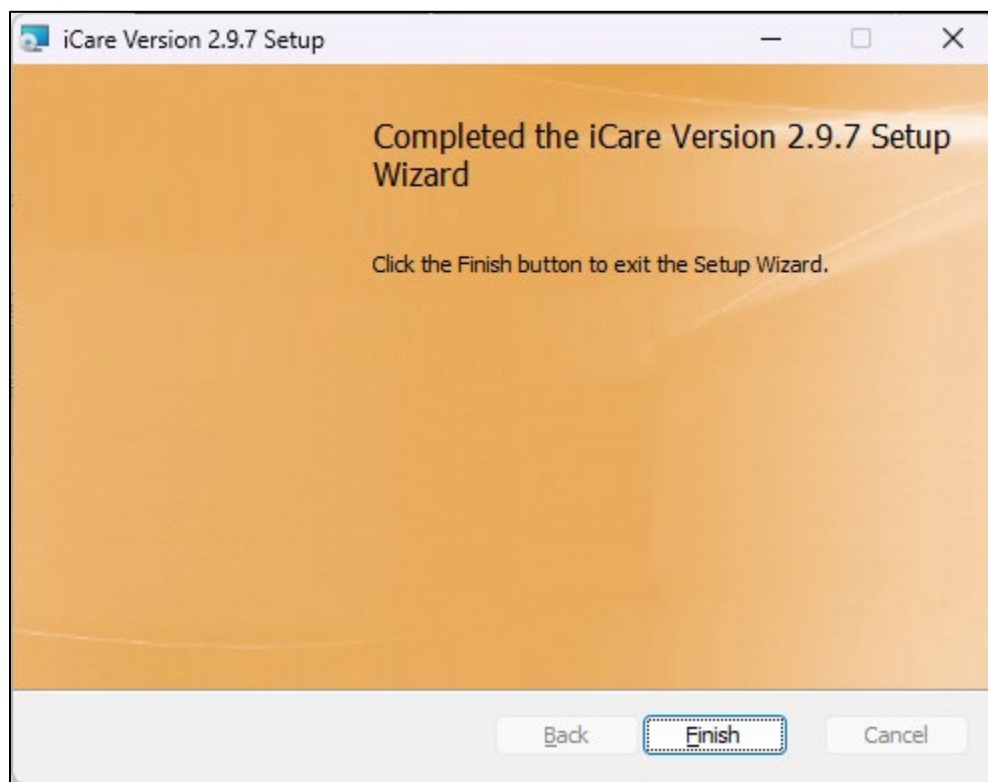 iCare Version 2.9.7 Setup
Completed the iCare Version 2.9.7 Setup
Wizard
Click the Finish button to exit the Setup Wizard.
Back Finish Cancel